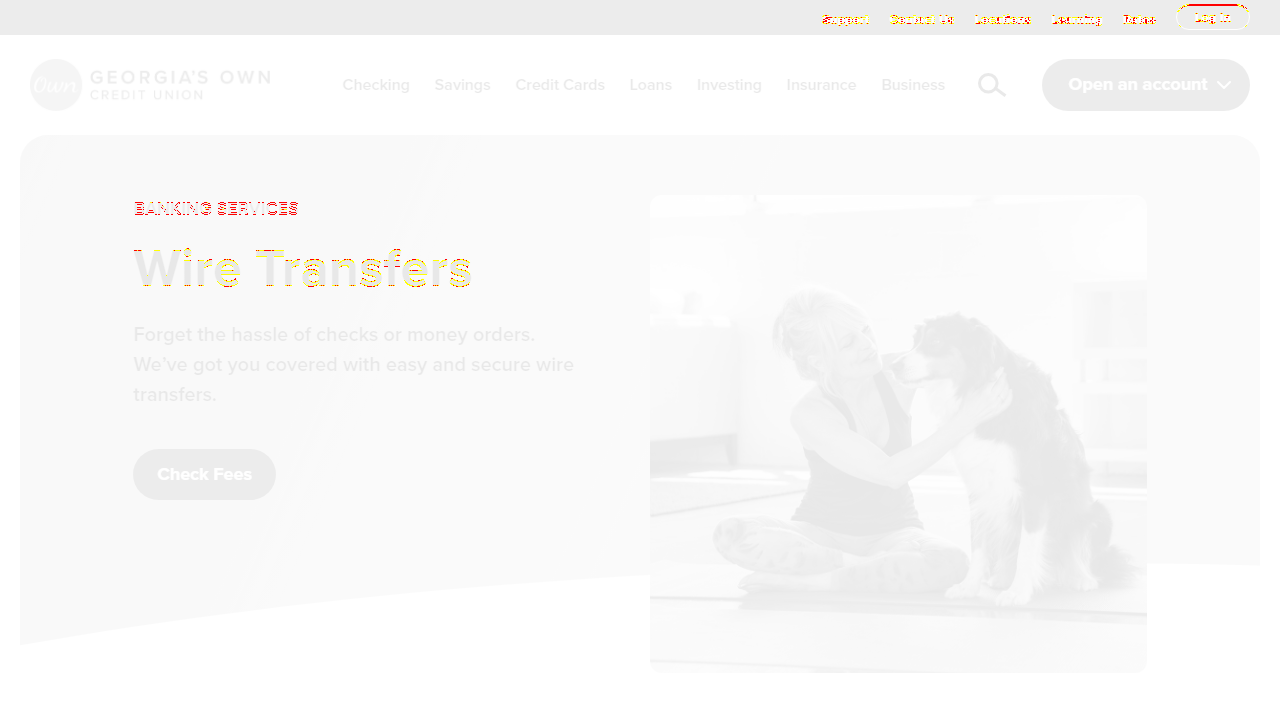 Support Contact Us Locations Learning News Log In
Own GEORGIA'S OWN
CREDIT UNION
Checking Savings Credit Cards Loans Investing Insurance Business Open an account
BANKING SERVICES
Wire Transfers
Forget the hassle of checks or money orders.
We've got you covered with easy and secure wire
transfers.
Check Fees